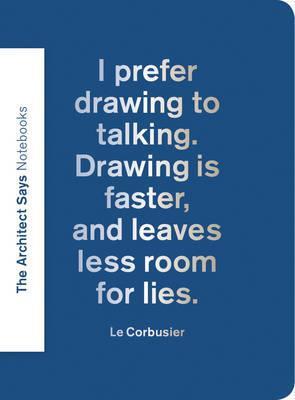 The Architect Says Notebooks
I prefer
drawing to
talking.
Drawing is
faster,
and leaves
less room
for lies.
Le Corbusier